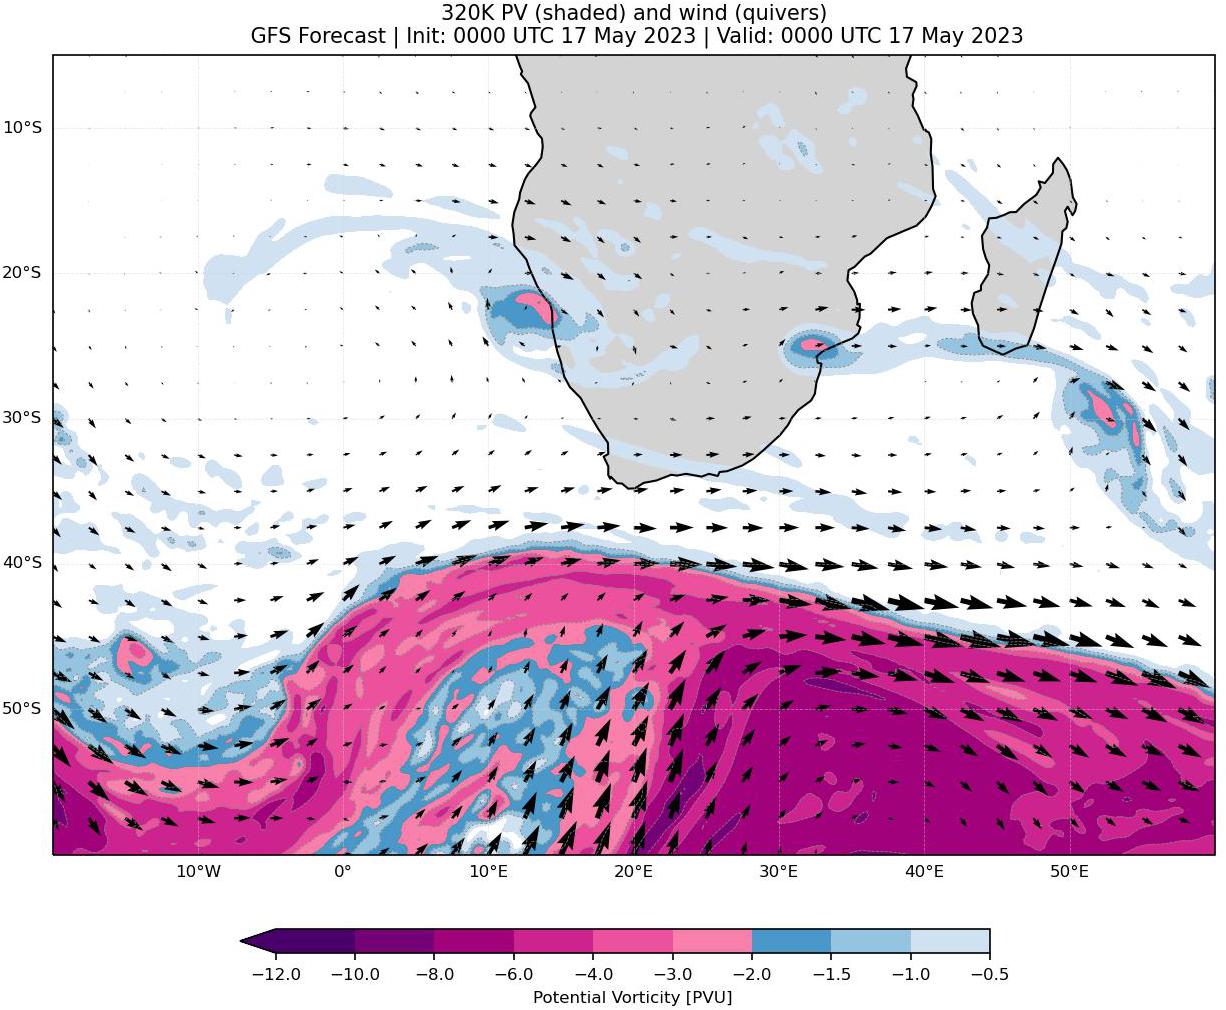 320K PV (shaded) and wind (quivers)
GFS Forecast | Init: 0000 UTC 17 May 2023 | Valid: 0000 UTC 17 May 2023
10°S
20°S
30°S
40°S
50°S
10°W 0° 10°E 20°E 30°E 40°E 50°E
−12.0 −10.0 −8.0 −6.0 −4.0 −3.0 −2.0 −1.5 −1.0 −0.5
Potential Vorticity [PVU]